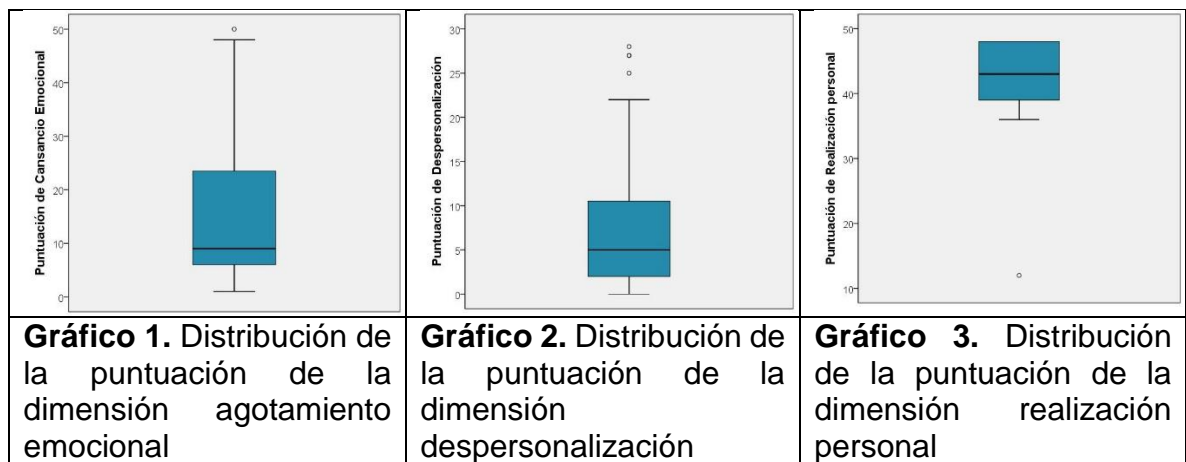 Puntuación de Cansancio Emocional
50
40
30
20
10
0
Puntuación de Despersonalización
30
25
20
15
10
5
0
Puntuación de Realización personal
50
40
30
20
10
Gráfico 1. Distribución de
la puntuación de la
dimensión agotamiento
emocional
Gráfico 2. Distribución de
la puntuación de la
dimensión
despersonalización
Gráfico 3. Distribución
de la puntuación de la
dimensión realización
personal